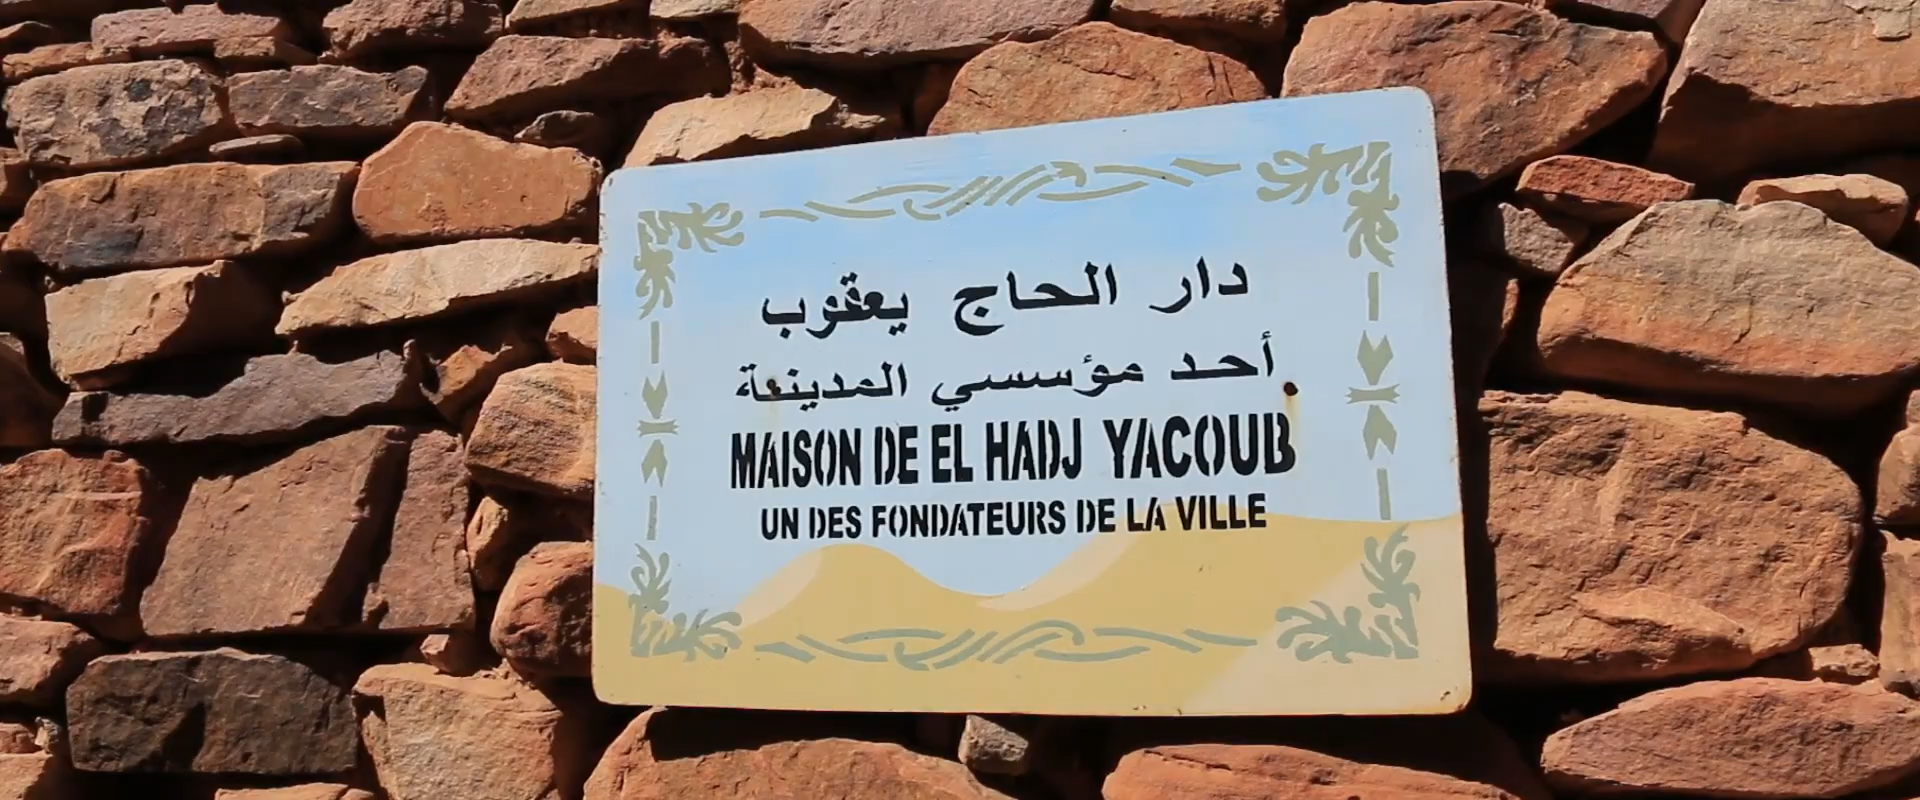 دار الحاج يعقوب
أحد مؤسسي المدينة
MAISON DE EL HADJ YACOUB
UN DES FONDATEURS DE LA VILLE